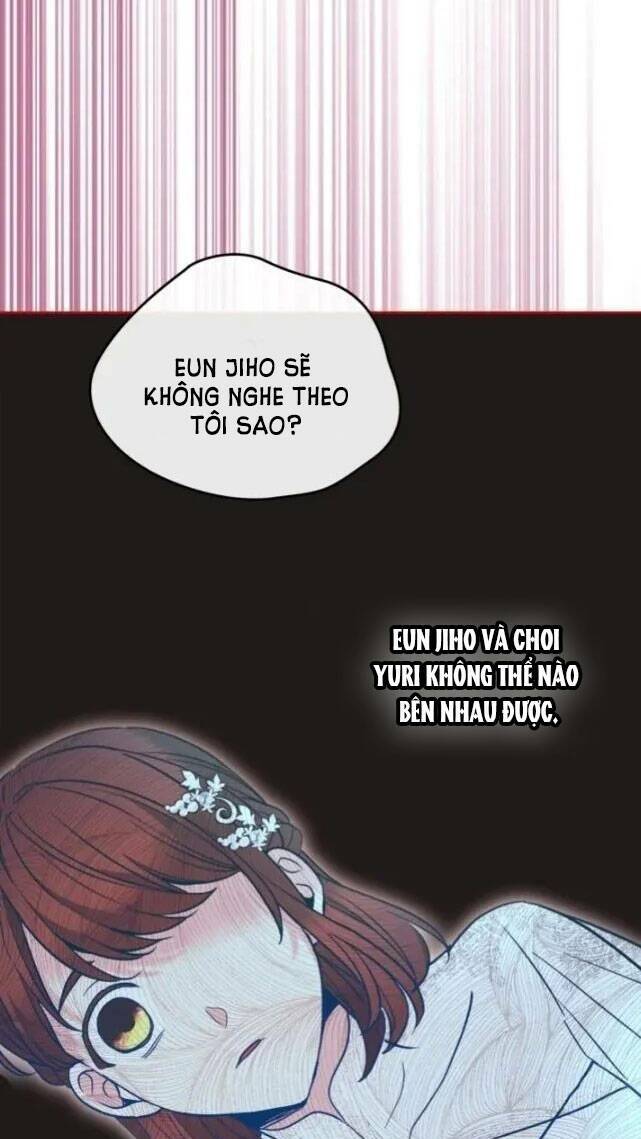 EUN JIHO SẼ
KHÔNG NGHE THEO
TÔI SAO?
EUN JIHO VÀ CHOI
YURI KHÔNG THỂ NÀO
BÊN NHAU ĐƯỢC.